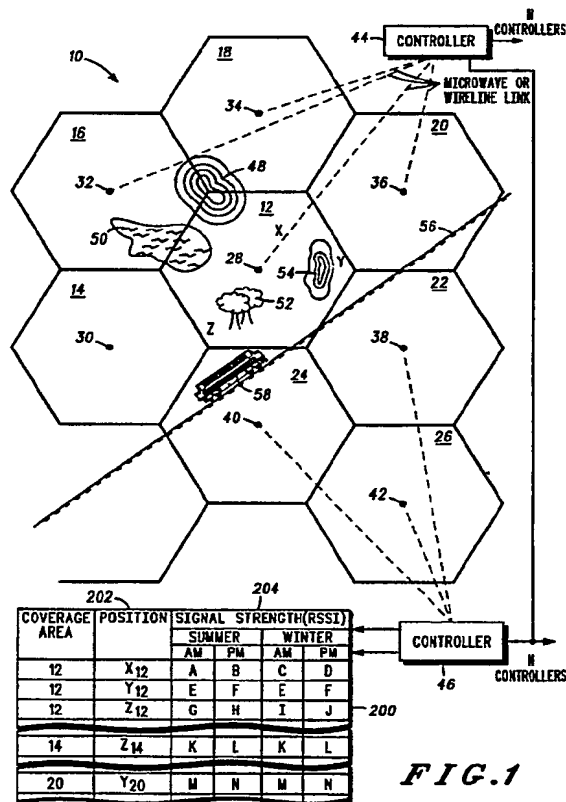 N
CONTROLLERS
44
CONTROLLER
10
18
MICROWAVE OR
WIRELINE LINK
16
34
20
32
48
36
12
56
50
X
28
54
Y
14
52
22
Z
30
38
24
58
40
26
42
202
204
COVERAGE AREA POSITION SIGNAL STRENGTH(RSSI)
SUMMER WINTER
AM PM AM PM
12 X12 A B C D
12 Y12 E F E F
12 Z12 G H I J
14 Z14 K L K L
20 Y20 M N M N
200
CONTROLLER
46
N
CONTROLLERS
FIG.1